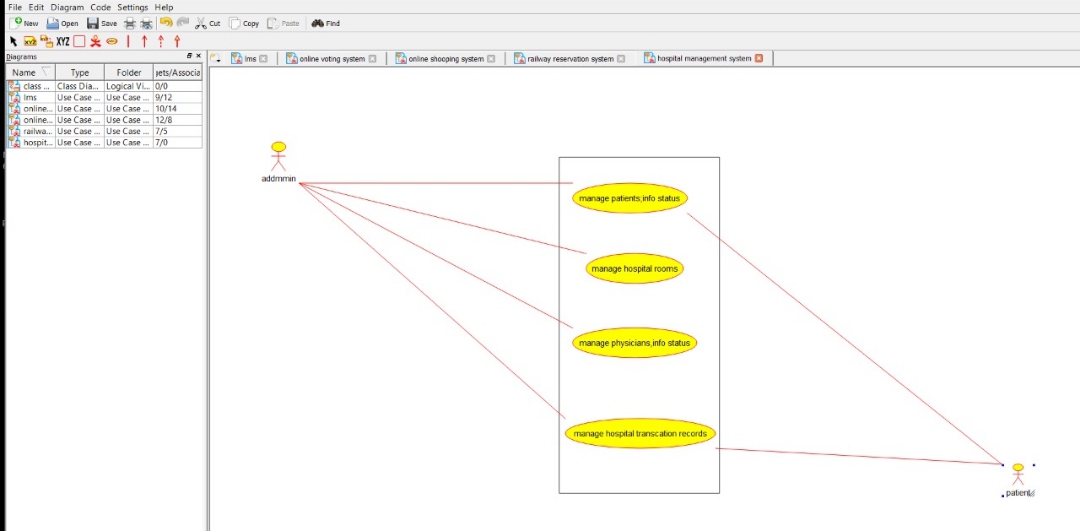 File Edit Diagram Code Settings Help
New Open Save Cut Copy Paste Find
XYZ XYZ
Diagrams
lms online voting system online shooping system railway reservation system hospital management system
Name Type Folder jets/Associa
class ... Class Dia... Logical Vi... 0/0
lms Use Case ... Use Case ... 9/12
online... Use Case ... Use Case ... 10/14
online... Use Case ... Use Case ... 12/8
railwa... Use Case ... Use Case ... 7/5
hospit... Use Case ... Use Case ... 7/0
addmmin
manage patients;info status
manage hospital rooms
manage physicians,info status
manage hospital transcation records
patient